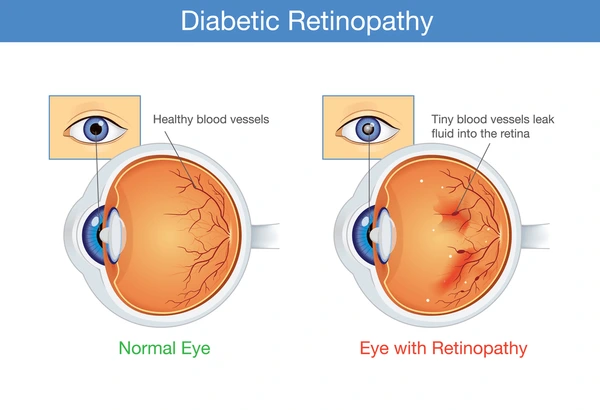 Diabetic Retinopathy
Healthy blood vessels
Tiny blood vessels leak
fluid into the retina
Normal Eye
Eye with Retinopathy